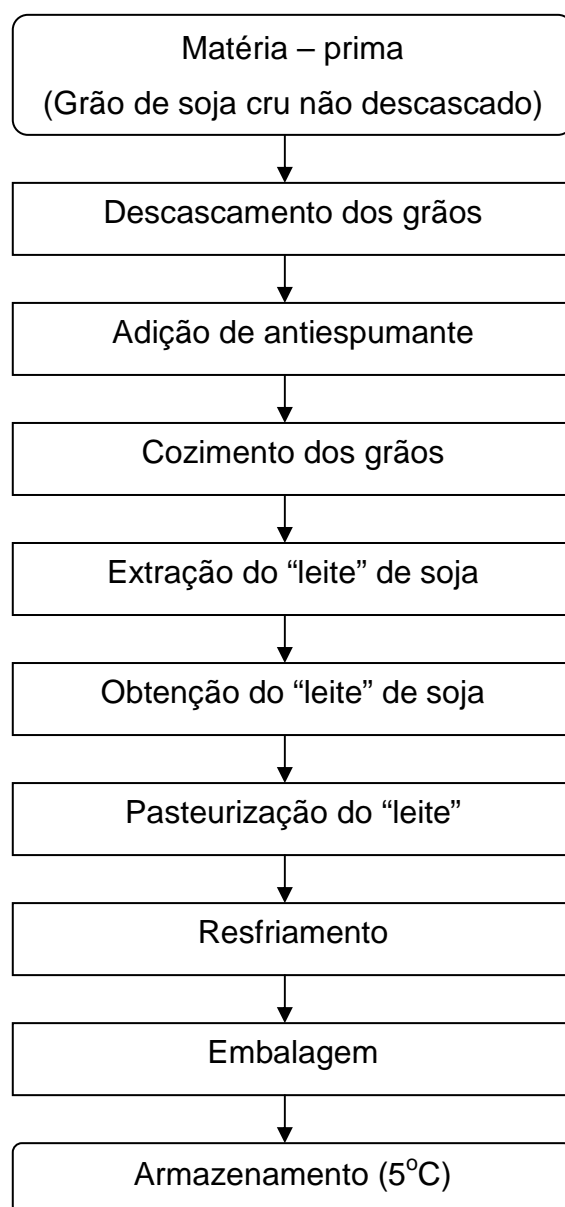 Matéria – prima
(Grão de soja cru não descascado)
Descascamento dos grãos
Adição de antiespumante
Cozimento dos grãos
Extração do “leite” de soja
Obtenção do “leite” de soja
Pasteurização do “leite”
Resfriamento
Embalagem
Armazenamento (5°C)